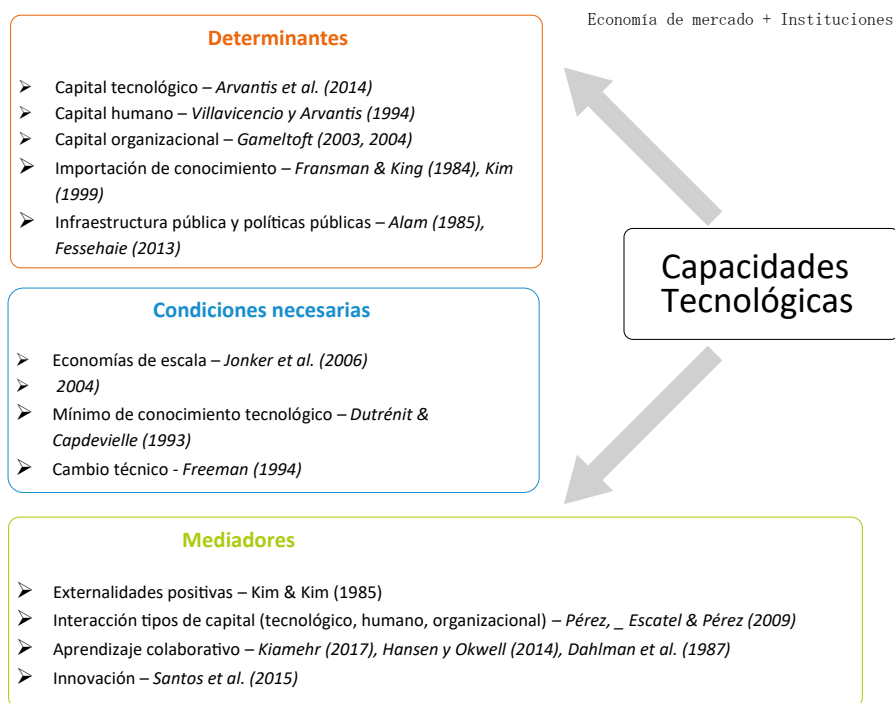 Economía de mercado + Instituciones
Determinantes
➢ Capital tecnológico – Arvantis et al. (2014)
➢ Capital humano – Villavicencio y Arvantis (1994)
➢ Capital organizacional – Gameltoft (2003, 2004)
➢ Importación de conocimiento – Fransman & King (1984), Kim
(1999)
➢ Infraestructura pública y políticas públicas – Alam (1985),
Fessehaie (2013)
Capacidades
Tecnológicas
Condiciones necesarias
➢ Economías de escala – Jonker et al. (2006)
➢ 2004)
➢ Mínimo de conocimiento tecnológico – Dutrénit &
Capdevielle (1993)
➢ Cambio técnico - Freeman (1994)
Mediadores
➢ Externalidades positivas – Kim & Kim (1985)
➢ Interacción tipos de capital (tecnológico, humano, organizacional) – Pérez, _ Escatel & Pérez (2009)
➢ Aprendizaje colaborativo – Kiamehr (2017), Hansen y Okwell (2014), Dahlman et al. (1987)
➢ Innovación – Santos et al. (2015)